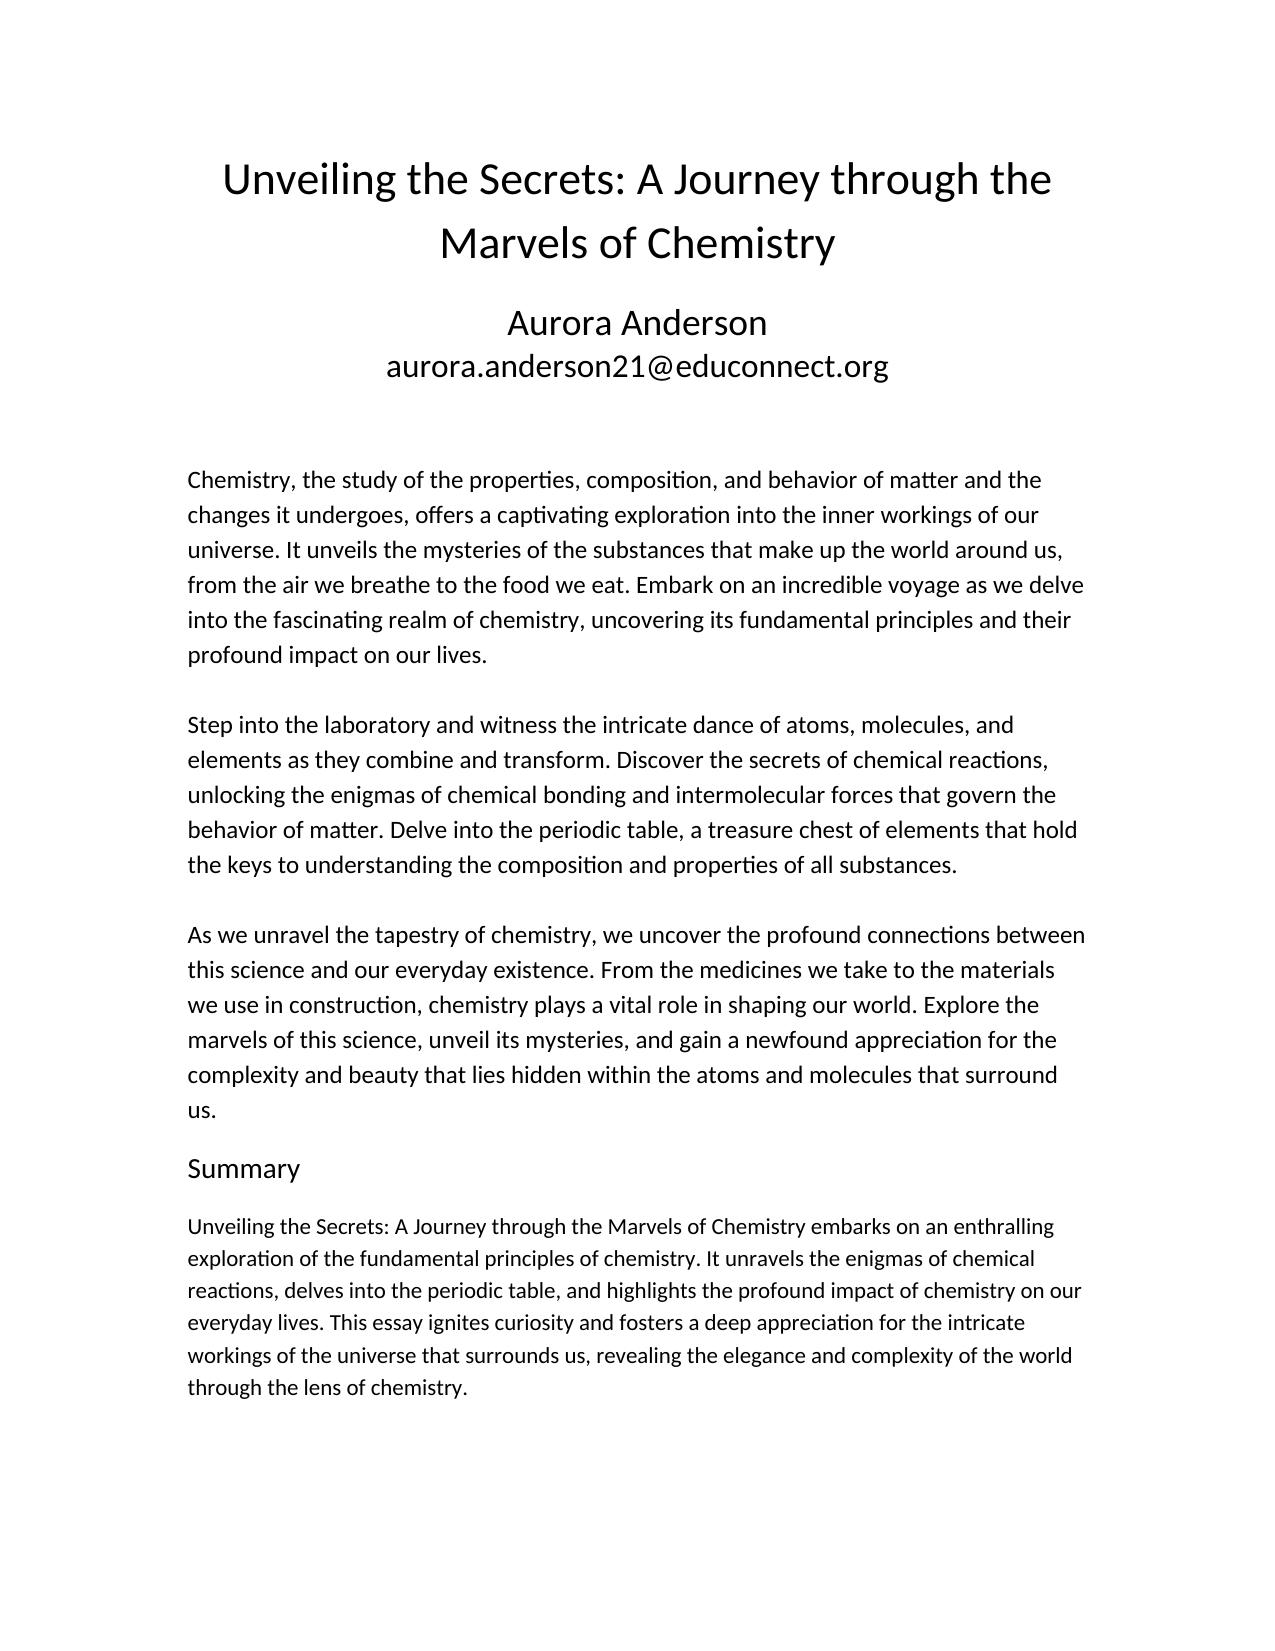 Unveiling the Secrets: A Journey through the
Marvels of Chemistry
Aurora Anderson
aurora.anderson21@educonnect.org
Chemistry, the study of the properties, composition, and behavior of matter and the
changes it undergoes, offers a captivating exploration into the inner workings of our
universe. It unveils the mysteries of the substances that make up the world around us,
from the air we breathe to the food we eat. Embark on an incredible voyage as we delve
into the fascinating realm of chemistry, uncovering its fundamental principles and their
profound impact on our lives.
Step into the laboratory and witness the intricate dance of atoms, molecules, and
elements as they combine and transform. Discover the secrets of chemical reactions,
unlocking the enigmas of chemical bonding and intermolecular forces that govern the
behavior of matter. Delve into the periodic table, a treasure chest of elements that hold
the keys to understanding the composition and properties of all substances.
As we unravel the tapestry of chemistry, we uncover the profound connections between
this science and our everyday existence. From the medicines we take to the materials
we use in construction, chemistry plays a vital role in shaping our world. Explore the
marvels of this science, unveil its mysteries, and gain a newfound appreciation for the
complexity and beauty that lies hidden within the atoms and molecules that surround
us.
Summary
Unveiling the Secrets: A Journey through the Marvels of Chemistry embarks on an enthralling
exploration of the fundamental principles of chemistry. It unravels the enigmas of chemical
reactions, delves into the periodic table, and highlights the profound impact of chemistry on our
everyday lives. This essay ignites curiosity and fosters a deep appreciation for the intricate
workings of the universe that surrounds us, revealing the elegance and complexity of the world
through the lens of chemistry.